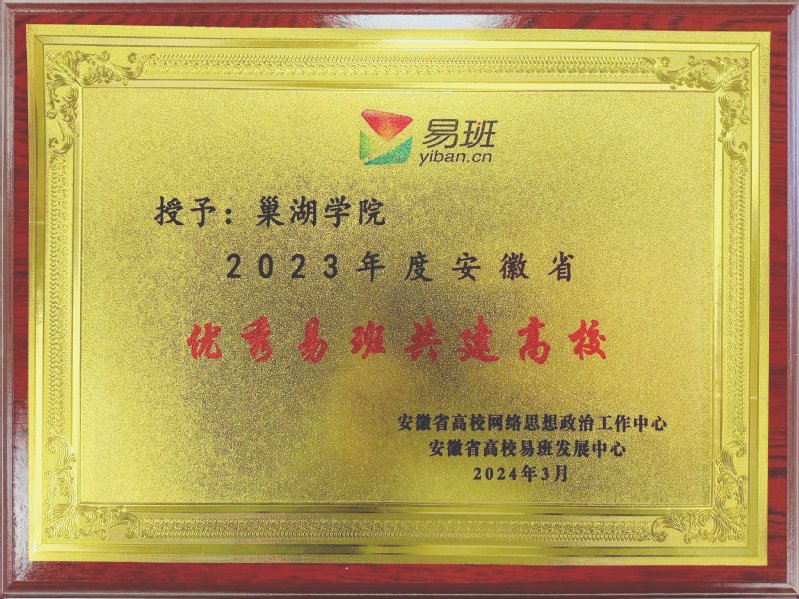 易班
yiban.cn
授予：巢湖学院
2023年度安徽省
优秀易班共建高校
安徽省高校网络思想政治工作中心
安徽省高校易班发展中心
2024年3月